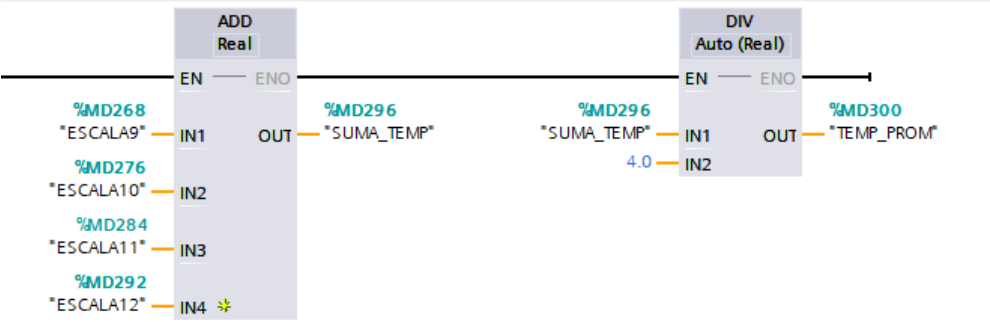 ADD
Real
EN ENO
%MD268
"ESCALA9" IN1
OUT
%MD296
"SUMA_TEMP"
%MD276
"ESCALA10" IN2
%MD284
"ESCALA11" IN3
%MD292
"ESCALA12" IN4
DIV
Auto (Real)
EN ENO
%MD296
"SUMA_TEMP" IN1
4.0 IN2
OUT
%MD300
"TEMP_PROM"